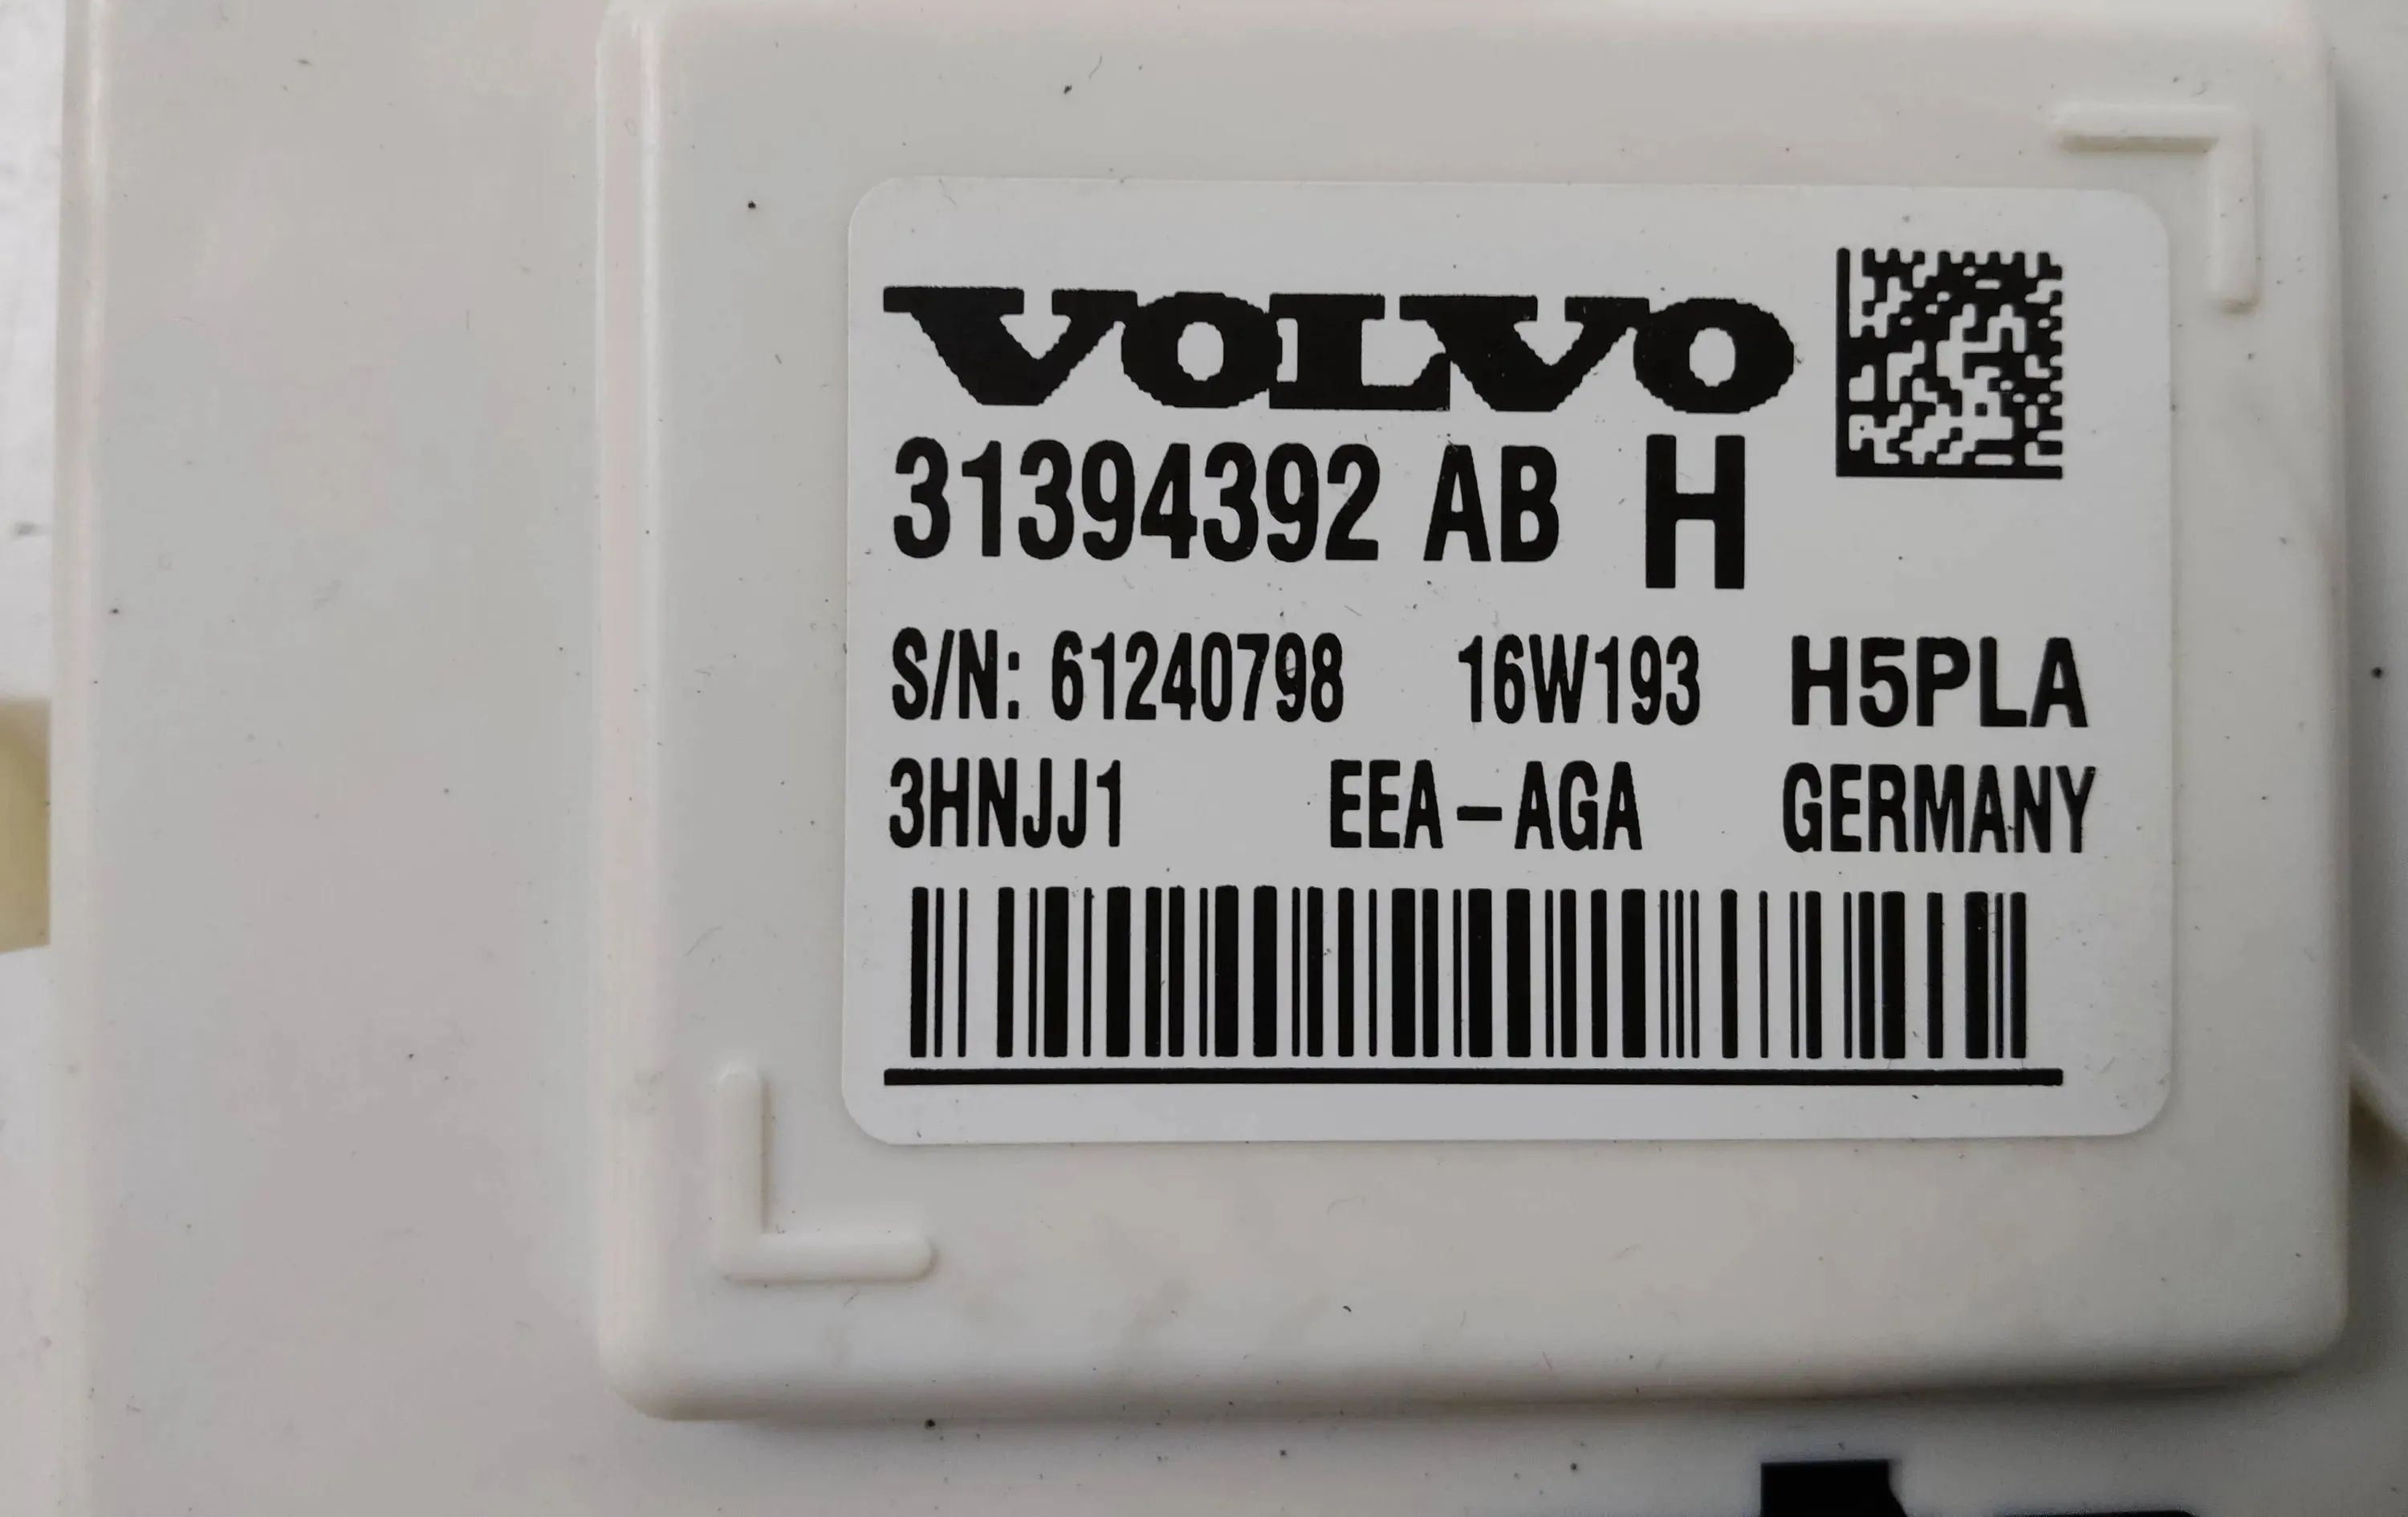 VOLVO
31394392 AB H
S/N: 61240798 16W193 H5PLA
3HNJJ1 EEA-AGA GERMANY